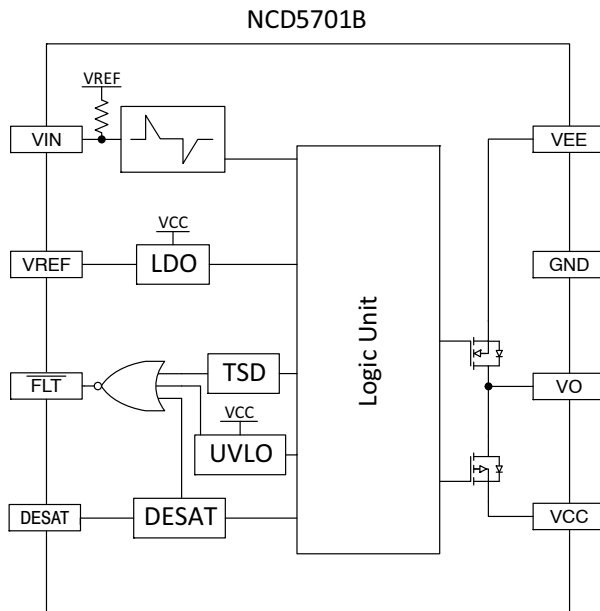 NCD5701B
VREF
VIN
VEE
VCC
VREF
LDO
GND
Logic Unit
FLT
TSD
VO
VCC
UVLO
DESAT
DESAT
VCC